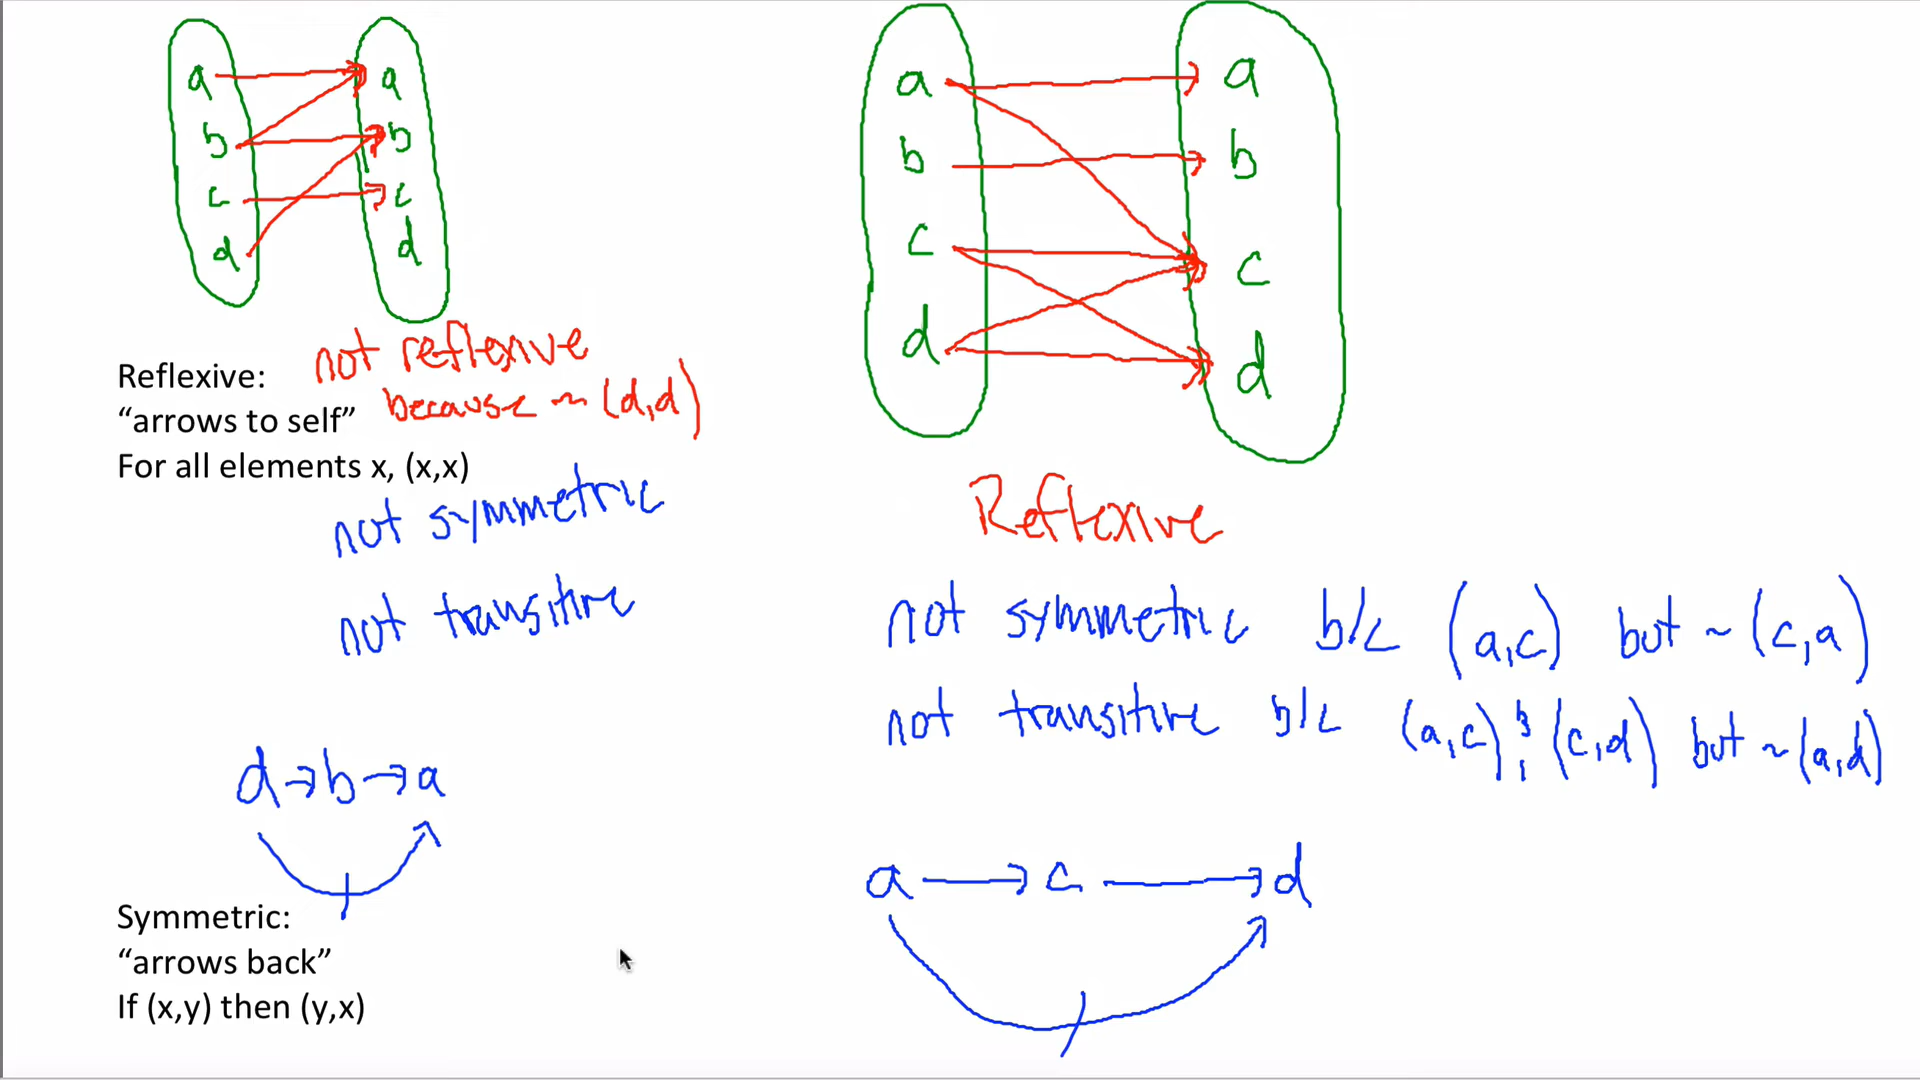 a a
b b
c c
d d
a a
b b
c c
d d
not reflexive
because ~ (d,d)
Reflexive:
“arrows to self”
For all elements x, (x,x)
not symmetric
not transitive
d→b→a
Symmetric:
“arrows back”
If (x,y) then (y,x)
Reflexive
not symmetric b/c (a,c) but ~ (c,a)
not transitive b/c (a,c) & (c,d) but ~ (a,d)
a → c → d